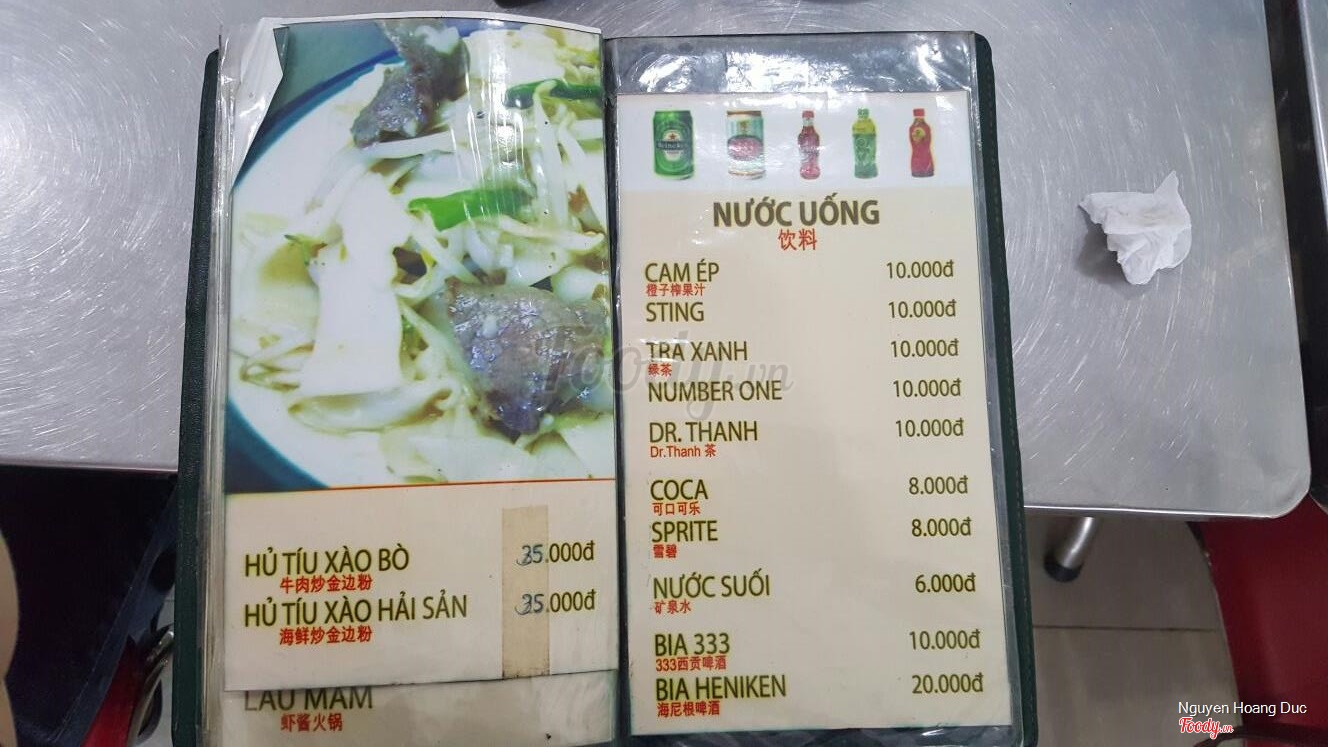 HỦ TÍU XÀO BÒ 35.000đ
牛肉炒金边粉
HỦ TÍU XÀO HẢI SẢN 35.000đ
海鲜炒金边粉
LẨU MẮM
虾酱火锅
Heineken
NƯỚC UỐNG
饮料
CAM ÉP 10.000đ
橙子榨果汁
STING 10.000đ
TRÀ XANH 10.000đ
绿茶
NUMBER ONE 10.000đ
DR. THANH 10.000đ
Dr.Thanh 茶
COCA 8.000đ
可口可乐
SPRITE 8.000đ
雪碧
NƯỚC SUỐI 6.000đ
矿泉水
BIA 333 10.000đ
333西贡啤酒
BIA HENIKEN 20.000đ
海尼根啤酒
Foody.vn
Nguyen Hoang Duc
Foody.vn